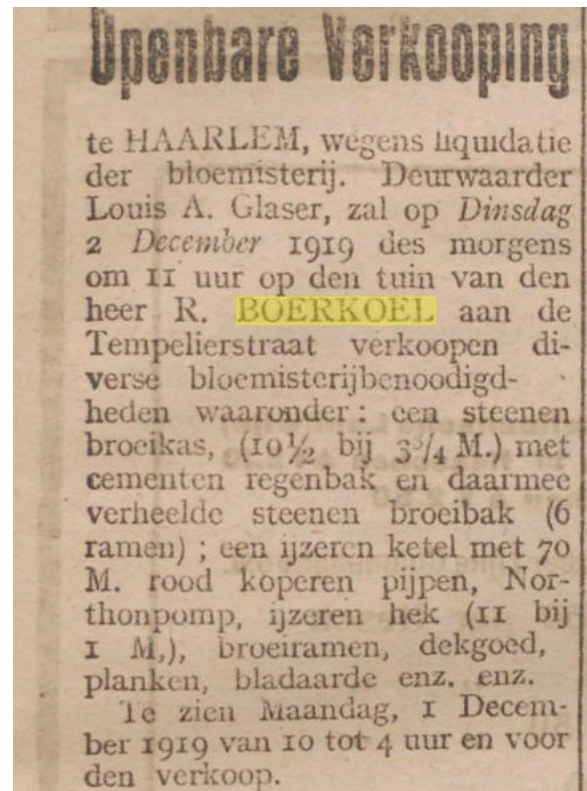 Openbare Verkooping
te HAARLEM, wegens liquidatie
der bloemisterij. Deurwaarder
Louis A. Glaser, zal op Dinsdag
2 December 1919 des morgens
om 11 uur op den tuin van den
heer R. BOERKOEL aan de
Tempelierstraat verkoopen di-
verse bloemisterijbenoodigd-
heden waaronder: een steenen
broeikas, (10½ bij 3¾ M.) met
cementen regenbak en daarmee
verheelde steenen broeibak (6
ramen); een ijzeren ketel met 70
M. rood koperen pijpen, Nor-
thonpomp, ijzeren hek (11 bij
1 M,), broeiramen, dekgoed,
planken, bladaarde enz. enz.
Te zien Maandag, 1 Decem-
ber 1919 van 10 tot 4 uur en voor
den verkoop.